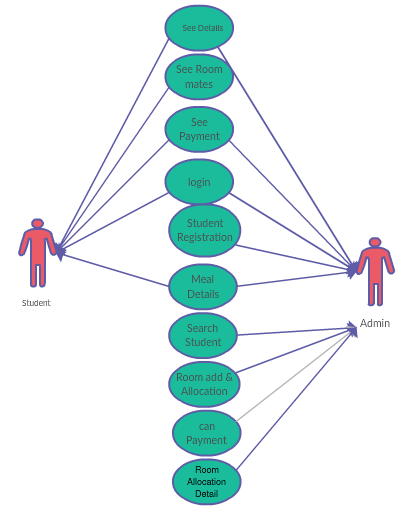 See Details
See Room
mates
See
Payment
login
Student
Registration
Meal
Details
Student
Admin
Search
Student
Room add &
Allocation
can
Payment
Room
Allocation
Detail